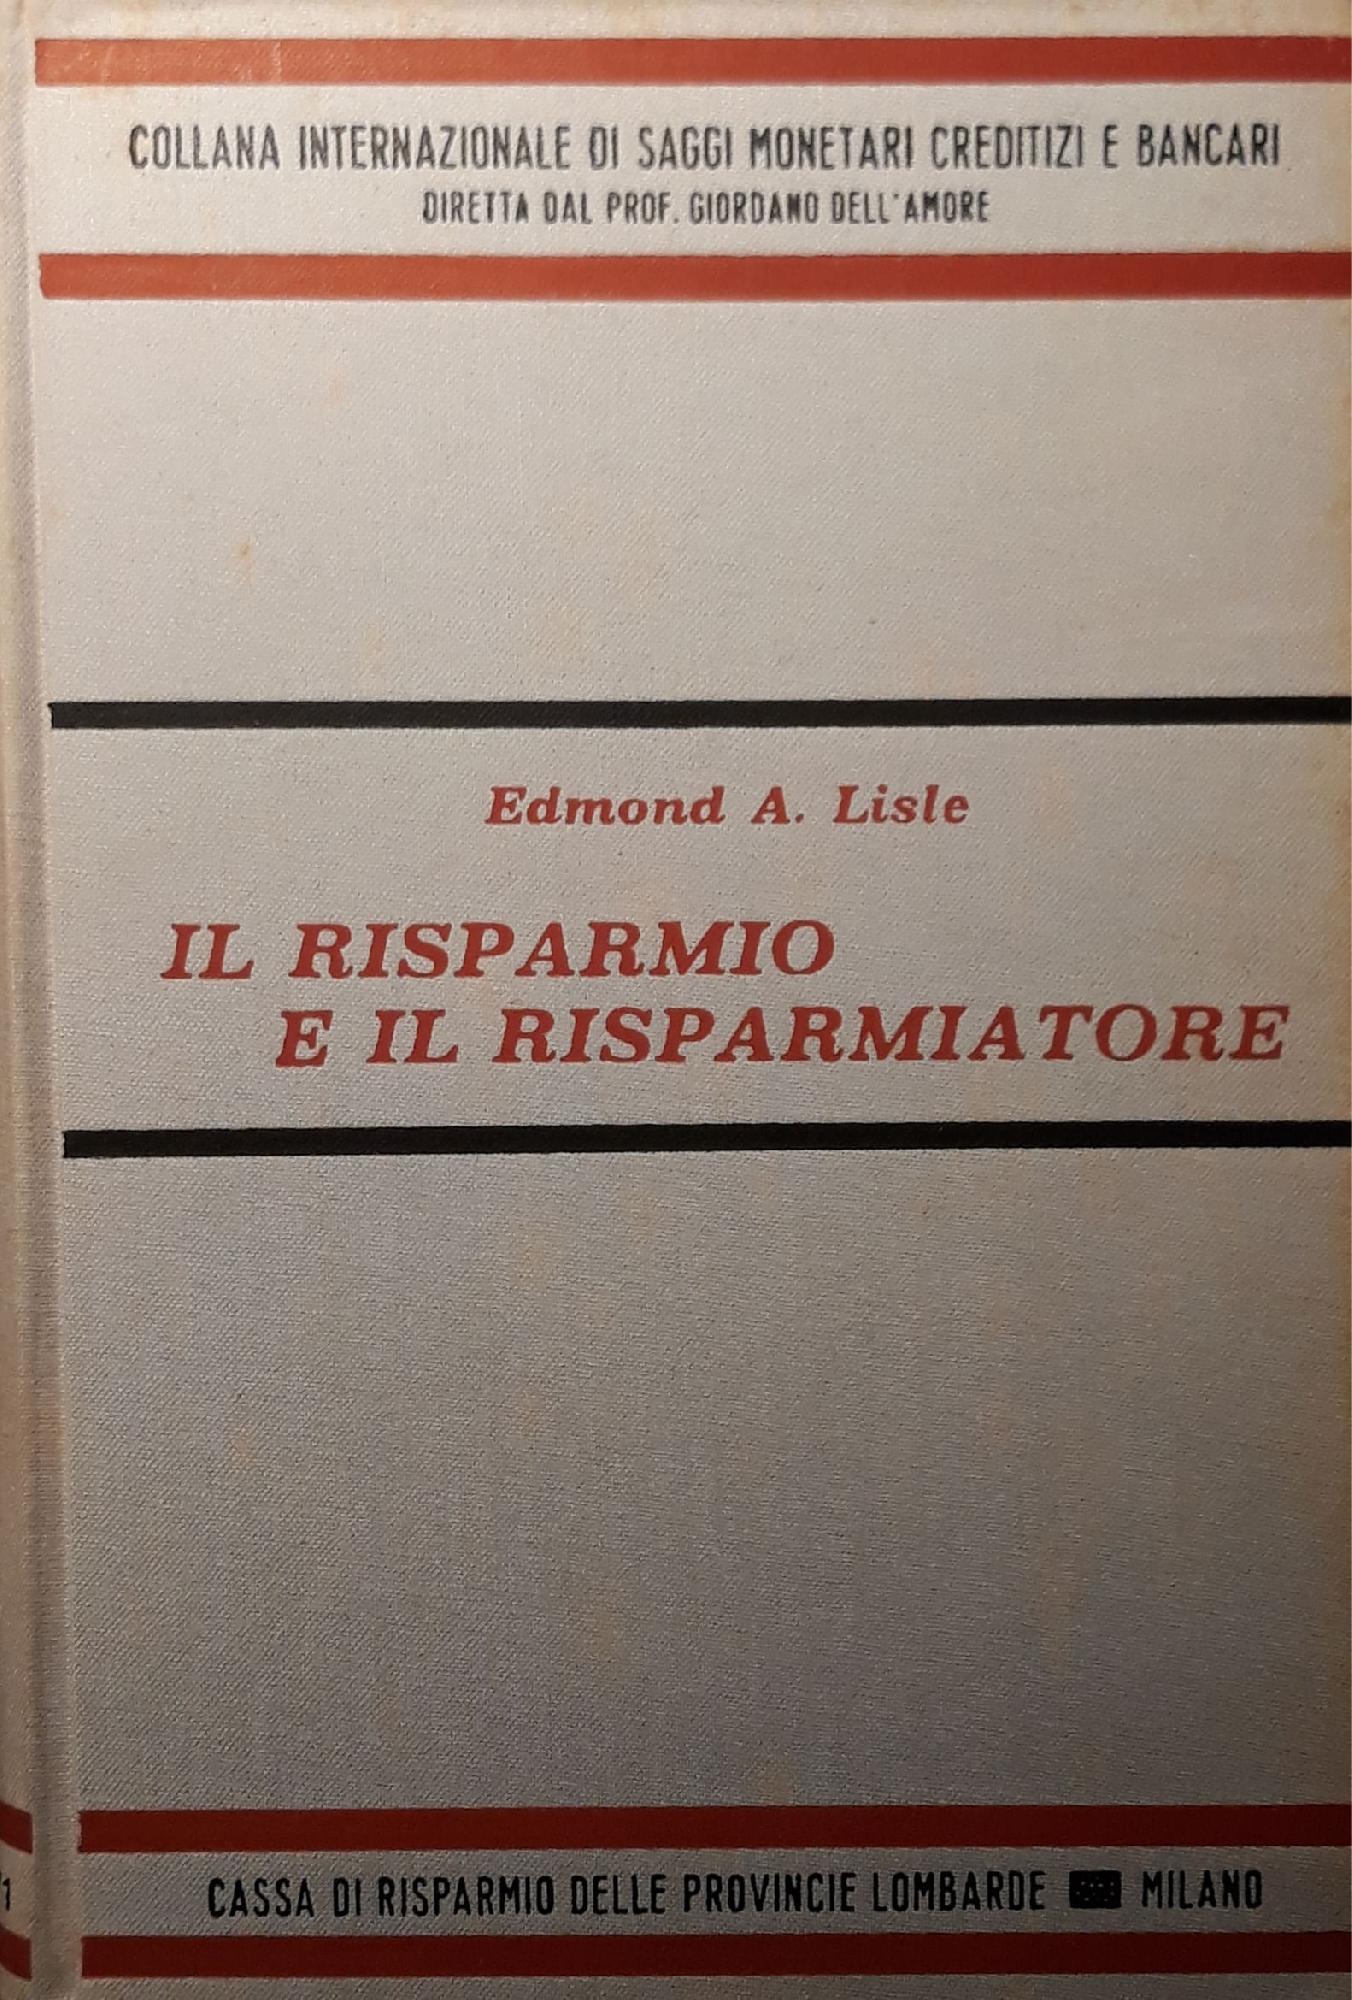 COLLANA INTERNAZIONALE DI SAGGI MONETARI CREDITIZI E BANCARI
DIRETTA DAL PROF. GIORDANO DELL'AMORE
Edmond A. Lisle
IL RISPARMIO
E IL RISPARMIATORE
CASSA DI RISPARMIO DELLE PROVINCIE LOMBARDE MILANO